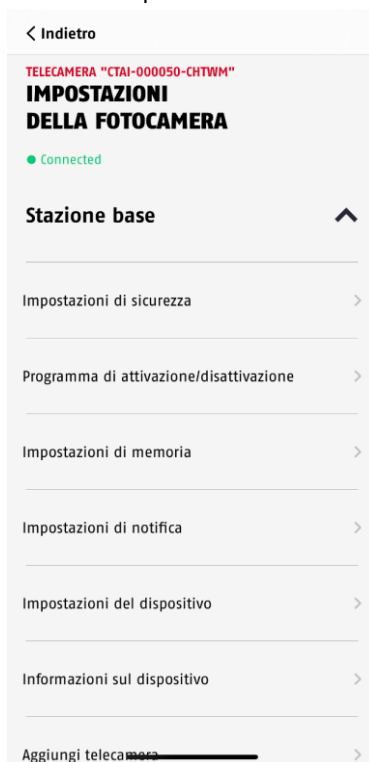 Indietro
TELECAMERA "CTAI-000050-CHTWM"
IMPOSTAZIONI
DELLA FOTOCAMERA
Connected
Stazione base
Impostazioni di sicurezza
Programma di attivazione/disattivazione
Impostazioni di memoria
Impostazioni di notifica
Impostazioni del dispositivo
Informazioni sul dispositivo
Aggiungi telecamera